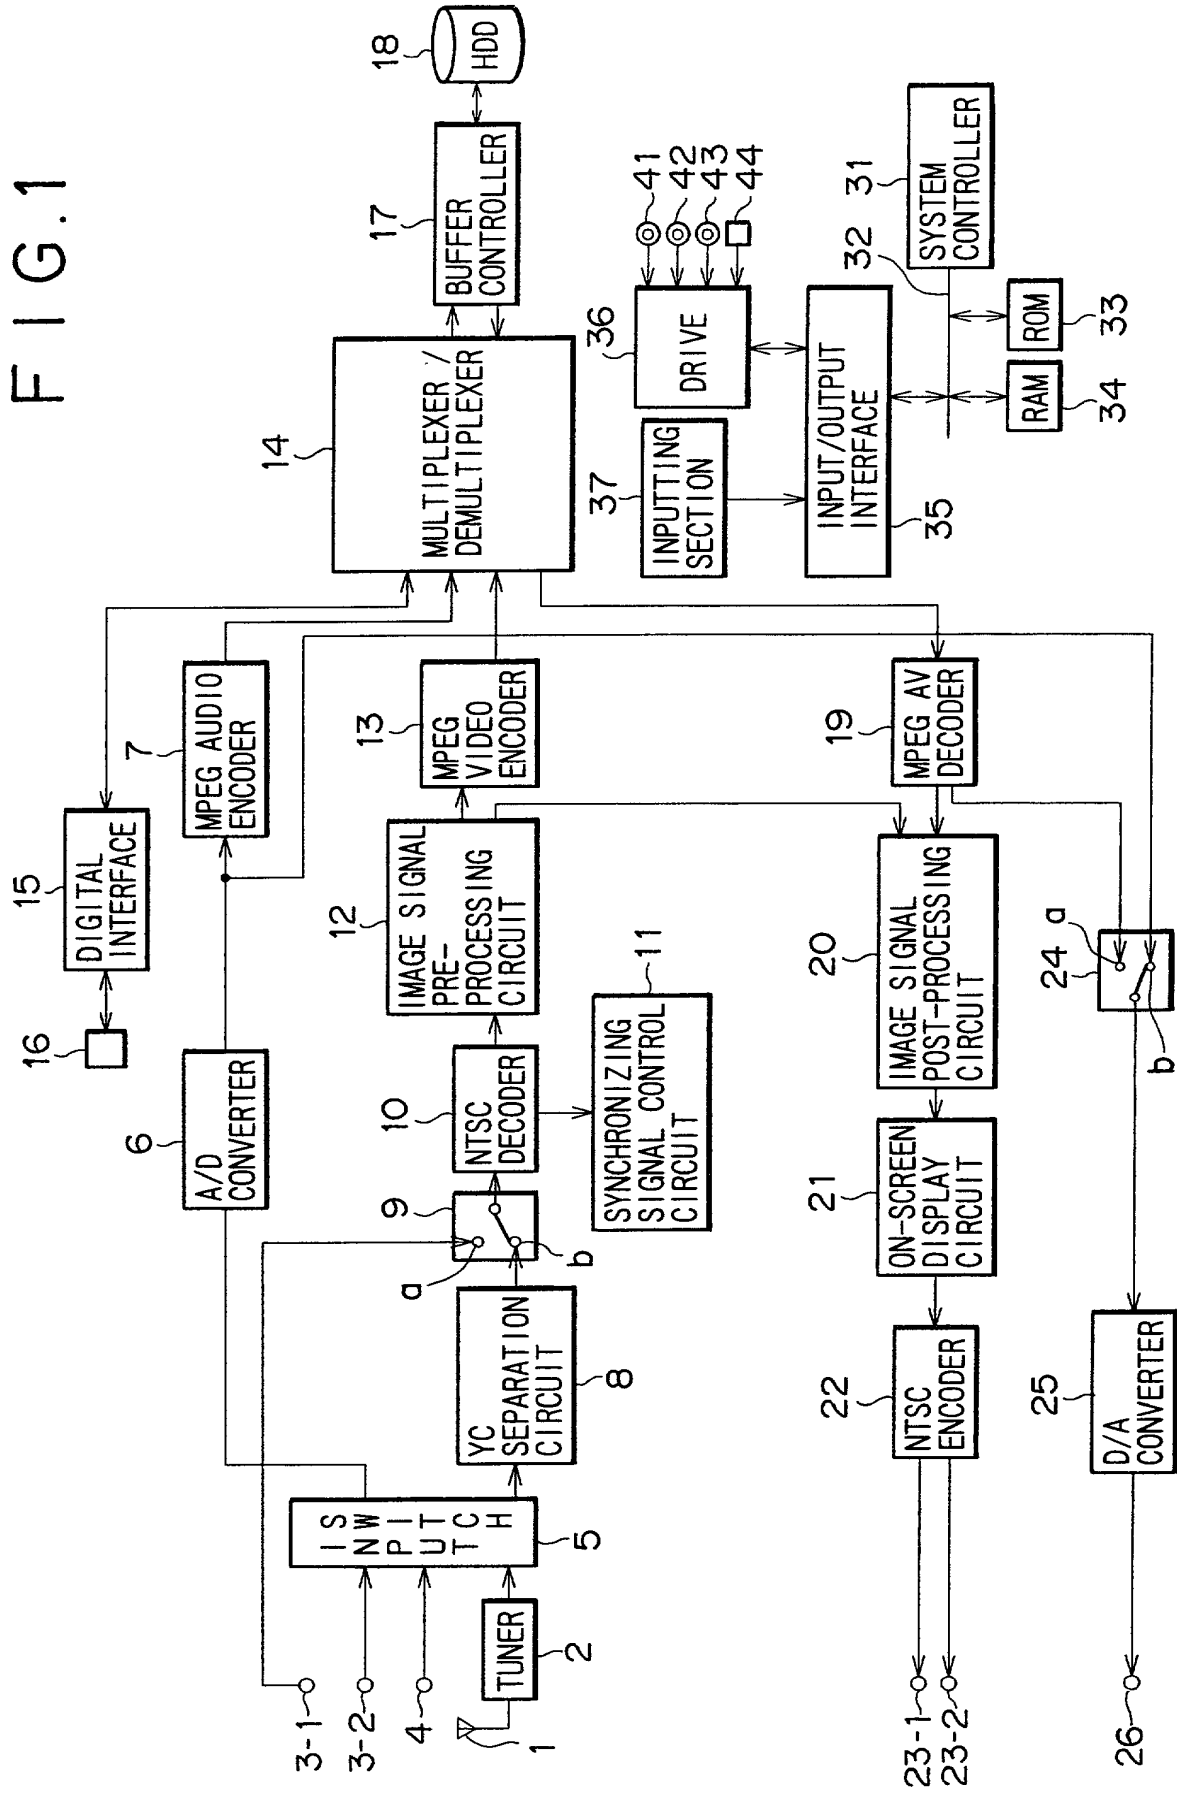 FIG.1
15
DIGITAL
INTERFACE
16
7
MPEG AUDIO
ENCODER
6
A/D
CONVERTER
14
MULTIPLEXER/
DEMULTIPLEXER
17
BUFFER
CONTROLLER
18
HDD
13
MPEG
VIDEO
ENCODER
12
IMAGE SIGNAL
PRE-
PROCESSING
CIRCUIT
10
NTSC
DECODER
9
a
b
11
SYNCHRONIZING
SIGNAL CONTROL
CIRCUIT
YC
SEPARATION
CIRCUIT
8
INPUT
SWITCH
5
3-1
3-2
4
1
TUNER
2
36
DRIVE
41
42
43
44
37
INPUTTING
SECTION
INPUT/OUTPUT
INTERFACE
35
32
31
SYSTEM
CONTROLLER
ROM
33
RAM
34
19
MPEG AV
DECODER
20
IMAGE SIGNAL
POST-PROCESSING
CIRCUIT
21
ON-SCREEN
DISPLAY
CIRCUIT
22
NTSC
ENCODER
23-1
23-2
24
a
b
25
D/A
CONVERTER
26